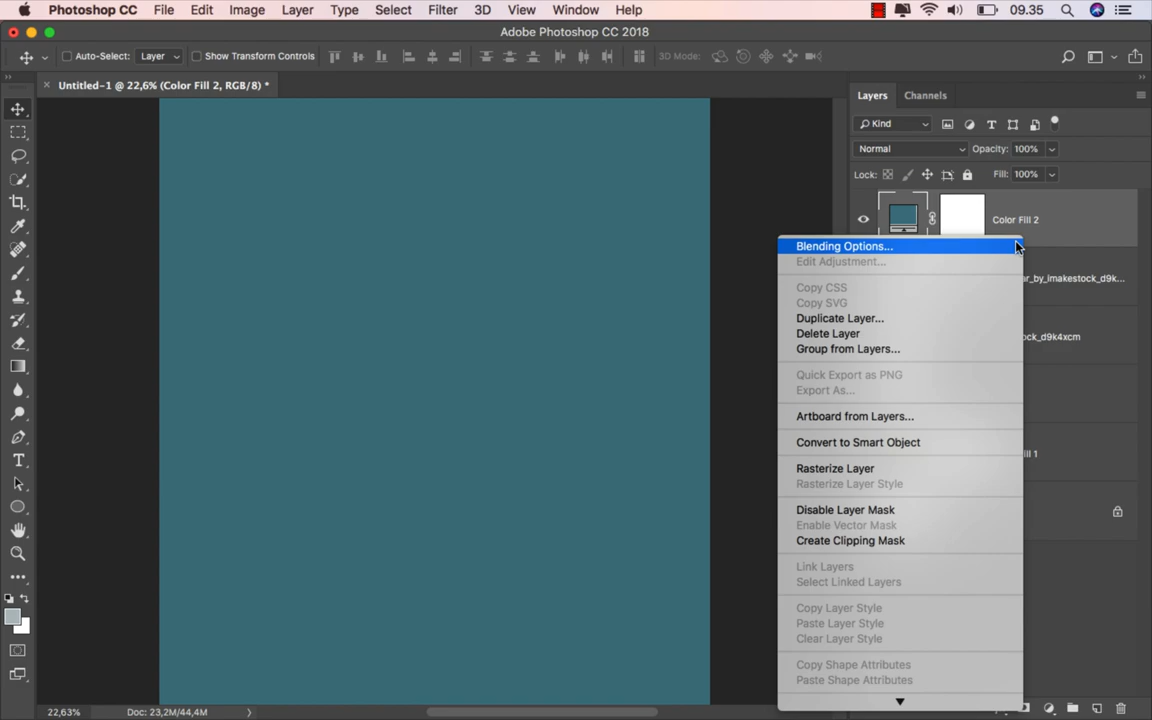 Photoshop CC File Edit Image Layer Type Select Filter 3D View Window Help 09.35
Adobe Photoshop CC 2018
Auto-Select: Layer Show Transform Controls 3D Mode:
Untitled-1 @ 22,6% (Color Fill 2, RGB/8) *
Layers Channels
Kind
Normal Opacity: 100%
Lock: Fill: 100%
Color Fill 2
Blending Options...
Edit Adjustment...
ar_by_imakestock_d9k...
Copy CSS
Copy SVG
Duplicate Layer...
Delete Layer
ock_d9k4xcm
Group from Layers...
Quick Export as PNG
Export As...
Artboard from Layers...
Convert to Smart Object
ill 1
Rasterize Layer
Rasterize Layer Style
Disable Layer Mask
Enable Vector Mask
Create Clipping Mask
Link Layers
Select Linked Layers
Copy Layer Style
Paste Layer Style
Clear Layer Style
Copy Shape Attributes
Paste Shape Attributes
22,63% Doc: 23,2M/44,4M